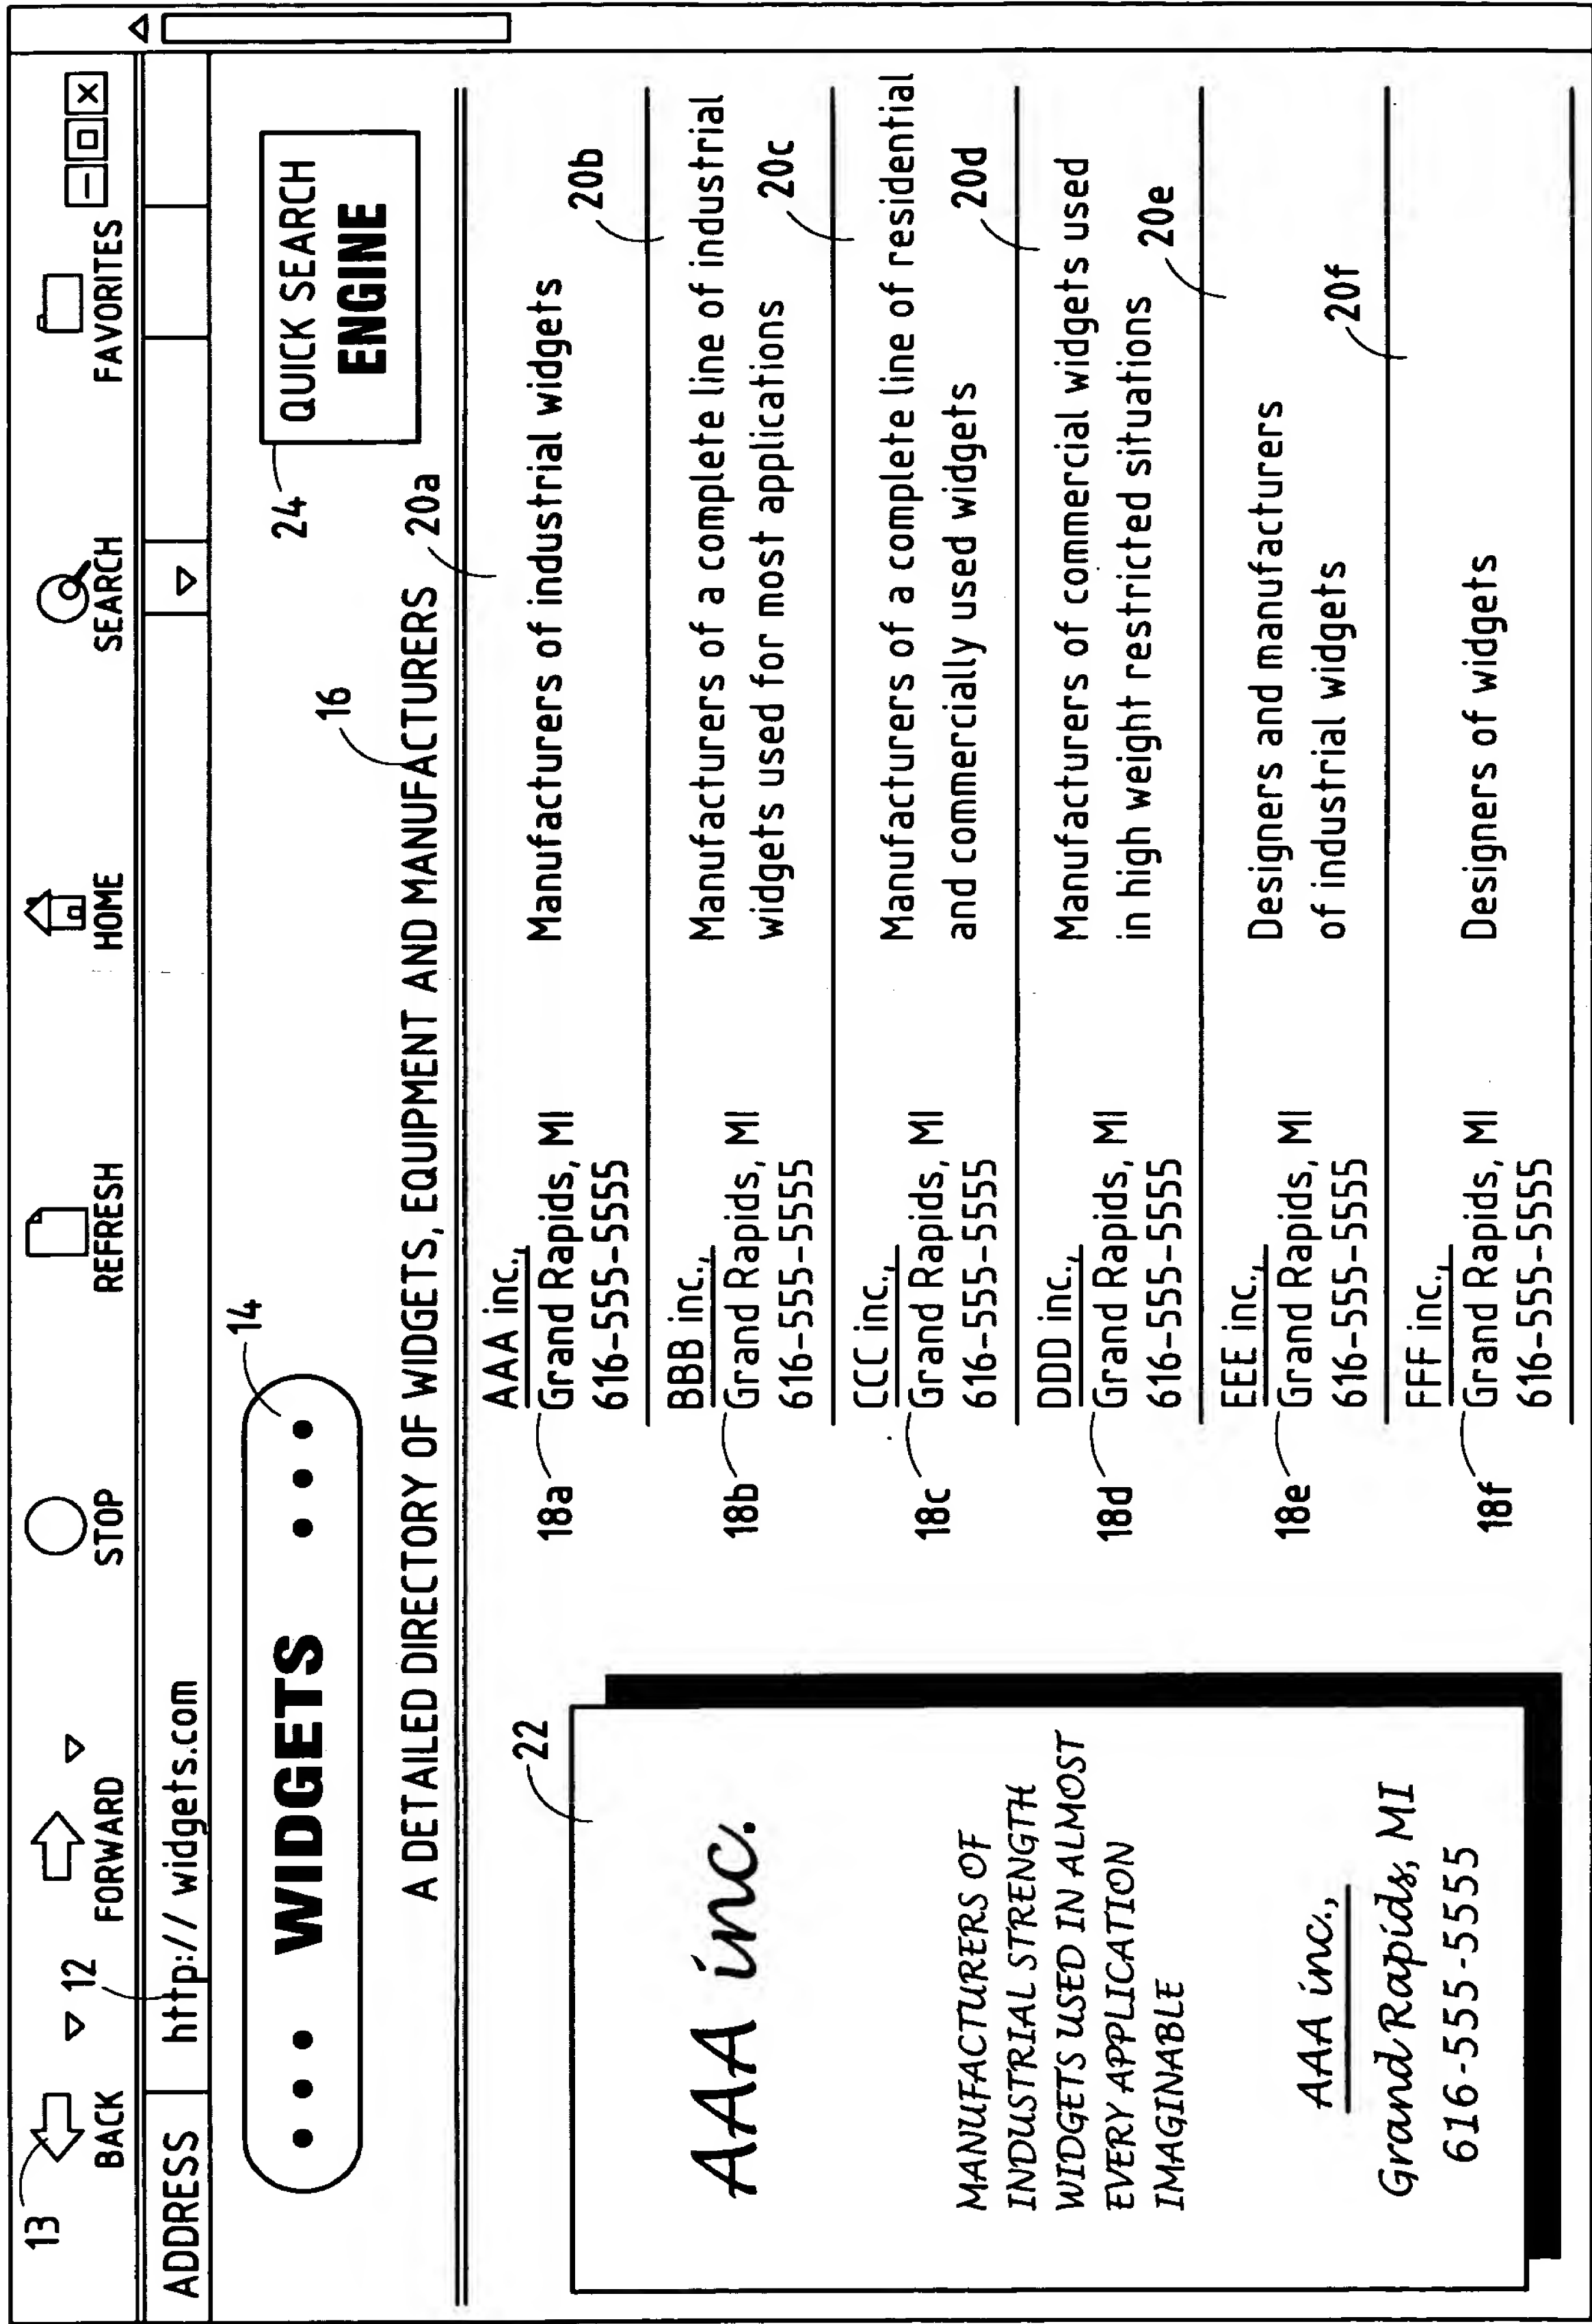 13
BACK
12
FORWARD
STOP
REFRESH
HOME
SEARCH
FAVORITES
ADDRESS
http:// widgets.com
WIDGETS
14
16
24
QUICK SEARCH
ENGINE
A DETAILED DIRECTORY OF WIDGETS, EQUIPMENT AND MANUFACTURERS
20a
22
AAA inc.
MANUFACTURERS OF
INDUSTRIAL STRENGTH
WIDGETS USED IN ALMOST
EVERY APPLICATION
IMAGINABLE
AAA inc.,
Grand Rapids, MI
616-555-5555
AAA inc.,
18a
Grand Rapids, MI
616-555-5555
Manufacturers of industrial widgets
20b
BBB inc.,
18b
Grand Rapids, MI
616-555-5555
Manufacturers of a complete line of industrial
widgets used for most applications
20c
CCC inc.,
18c
Grand Rapids, MI
616-555-5555
Manufacturers of a complete line of residential
and commercially used widgets
20d
DDD inc.,
18d
Grand Rapids, MI
616-555-5555
Manufacturers of commercial widgets used
in high weight restricted situations
20e
EEE inc.,
18e
Grand Rapids, MI
616-555-5555
Designers and manufacturers
of industrial widgets
20f
FFF inc.,
18f
Grand Rapids, MI
616-555-5555
Designers of widgets